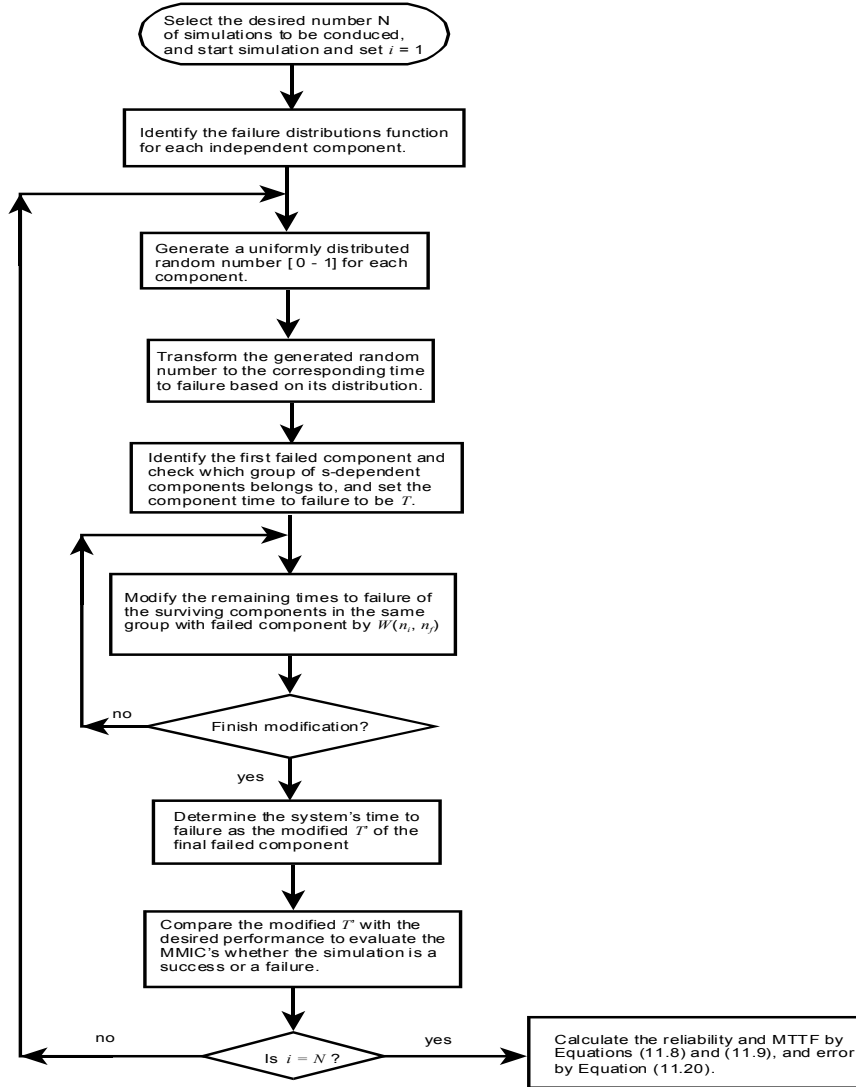 Select the desired number N
of simulations to be conduced,
and start simulation and set i = 1
Identify the failure distributions function
for each independent component.
Generate a uniformly distributed
random number [ 0 - 1] for each
component.
Transform the generated random
number to the corresponding time
to failure based on its distribution.
Identify the first failed component and
check which group of s-dependent
components belongs to, and set the
component time to failure to be T.
Modify the remaining times to failure of
the surviving components in the same
group with failed component by W(ni, nf)
Finish modification?
no
yes
Determine the system's time to
failure as the modified T' of the
final failed component
Compare the modified T' with the
desired performance to evaluate the
MMIC's whether the simulation is a
success or a failure.
no
Is i = N ?
yes
Calculate the reliability and MTTF by
Equations (11.8) and (11.9), and error
by Equation (11.20).